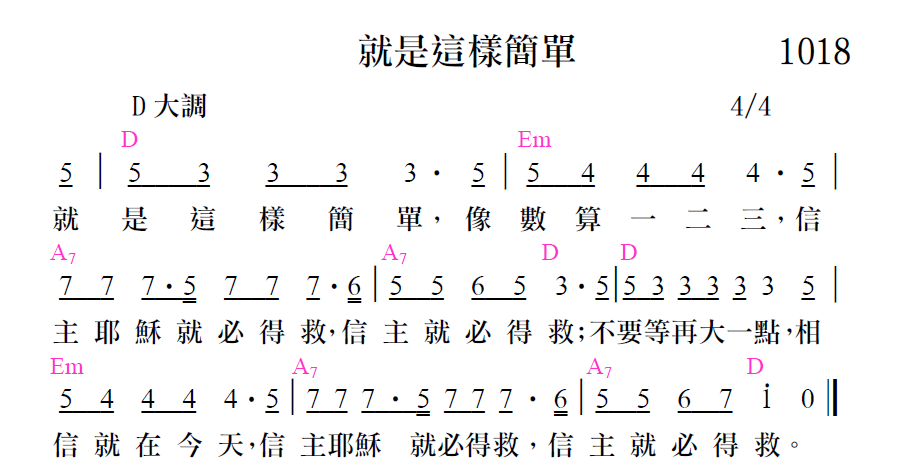 就是這樣簡單 1018
D 大調 4/4
D Em
5 | 5 3 3 3 3 · 5 | 5 4 4 4 4 · 5 |
就 是 這 樣 簡 單，像 數 算 一 二 三，信
A7 A7 D D
7 7 7 · 5 7 7 7 · 6 | 5 5 6 5 3 · 5 | 5 3 3 3 3 3 5 |
主 耶 穌 就 必 得 救，信 主 就 必 得 救；不要等再大一點，相
Em A7 A7 D
5 4 4 4 4 · 5 | 7 7 7 7 · 5 7 7 7 · 6 | 5 5 6 7 i 0 ||
信 就 在 今 天，信 主耶穌 就必得救，信 主 就 必 得 救。